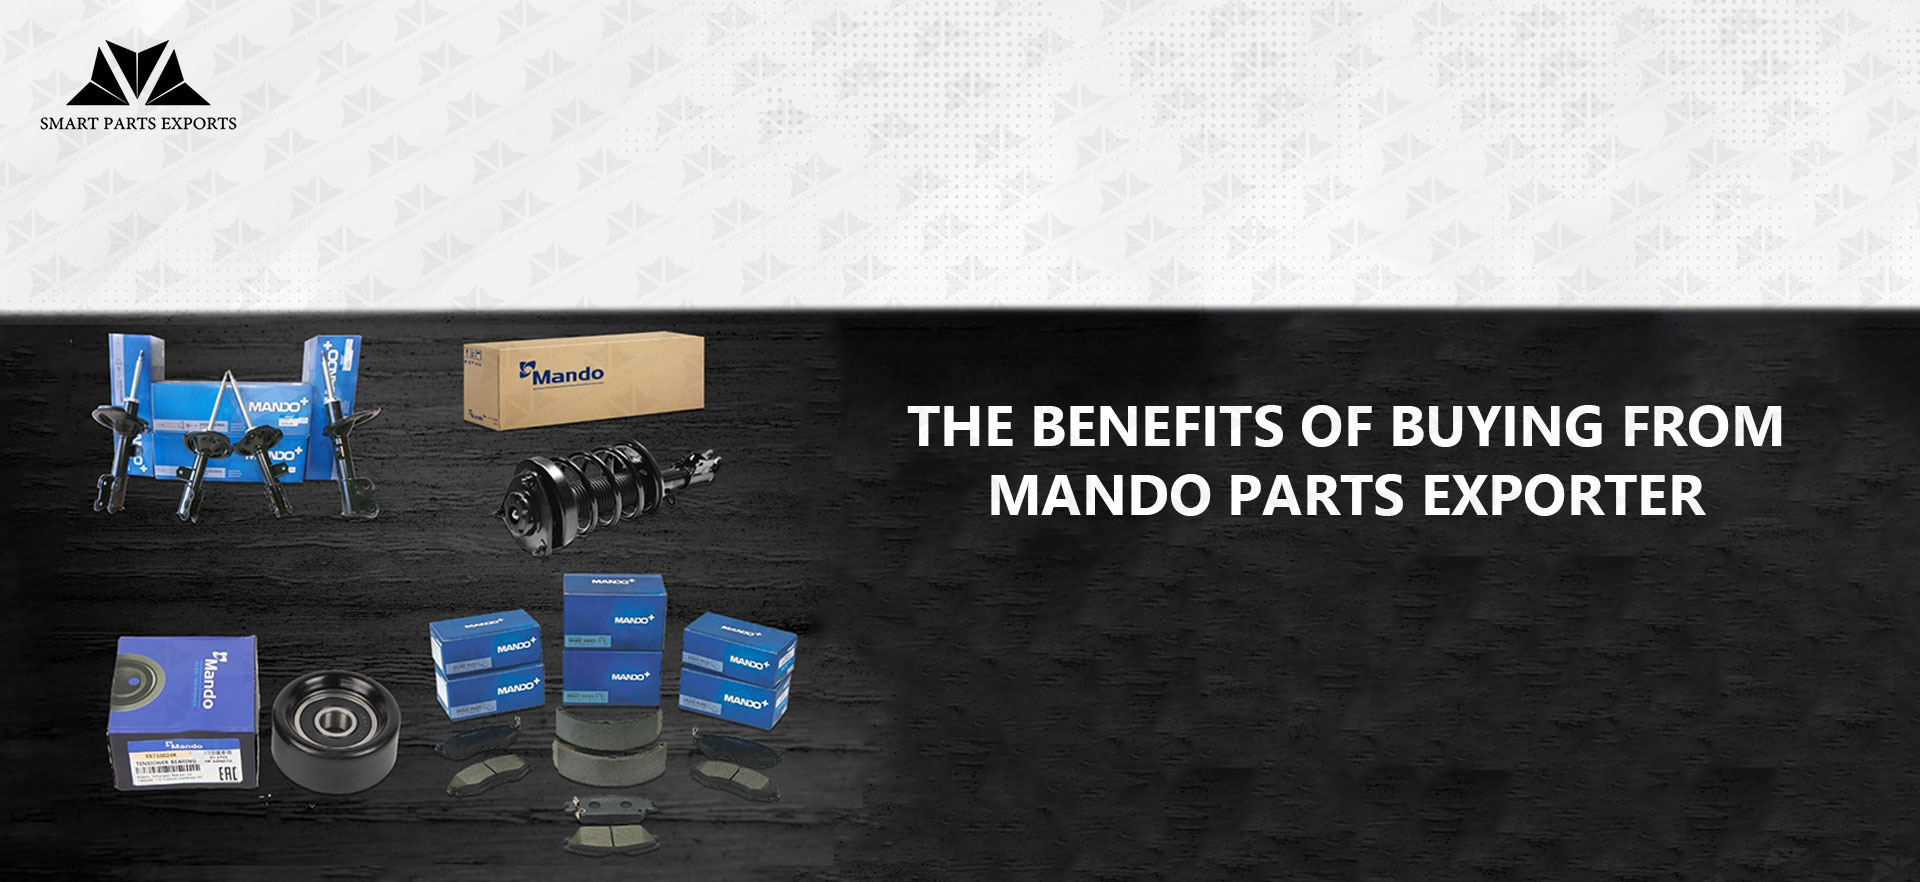 SMART PARTS EXPORTS
THE BENEFITS OF BUYING FROM
MANDO PARTS EXPORTER
MANDO+
Mando
MANDO+
MANDO+
MANDO+
MANDO+
MANDO+
MANDO+
MANDO+
MANDO+
Mando
Mando
TENSIONER BEARING
EAC